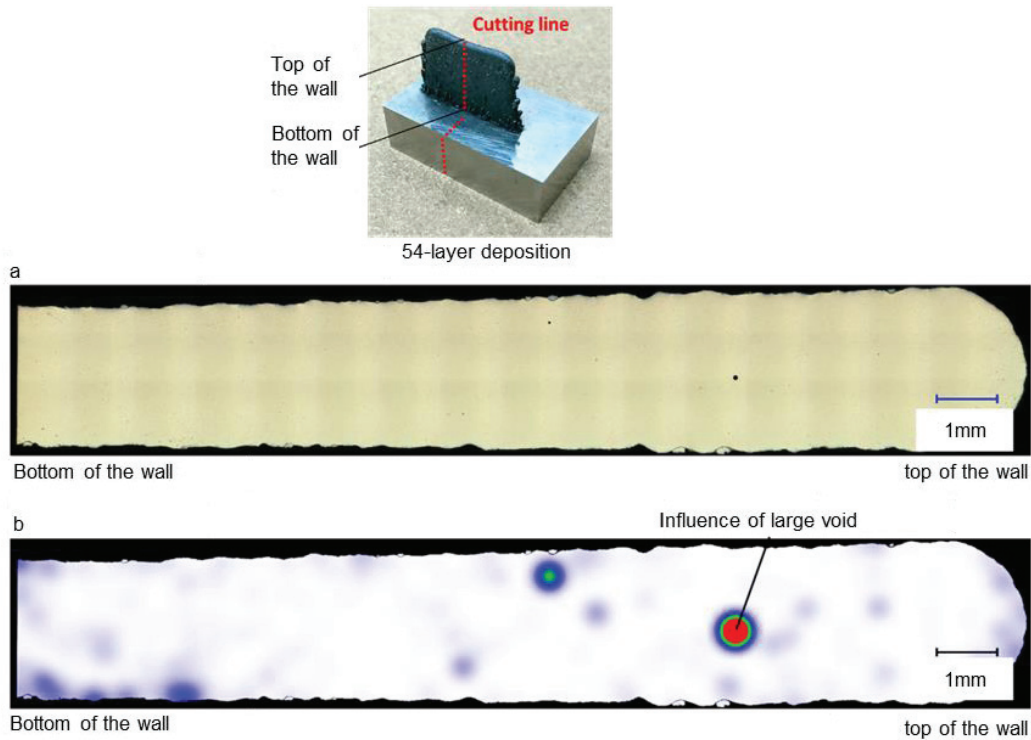 Cutting line
Top of
the wall
Bottom of
the wall
54-layer deposition
a
1mm
Bottom of the wall
top of the wall
b
Influence of large void
1mm
Bottom of the wall
top of the wall